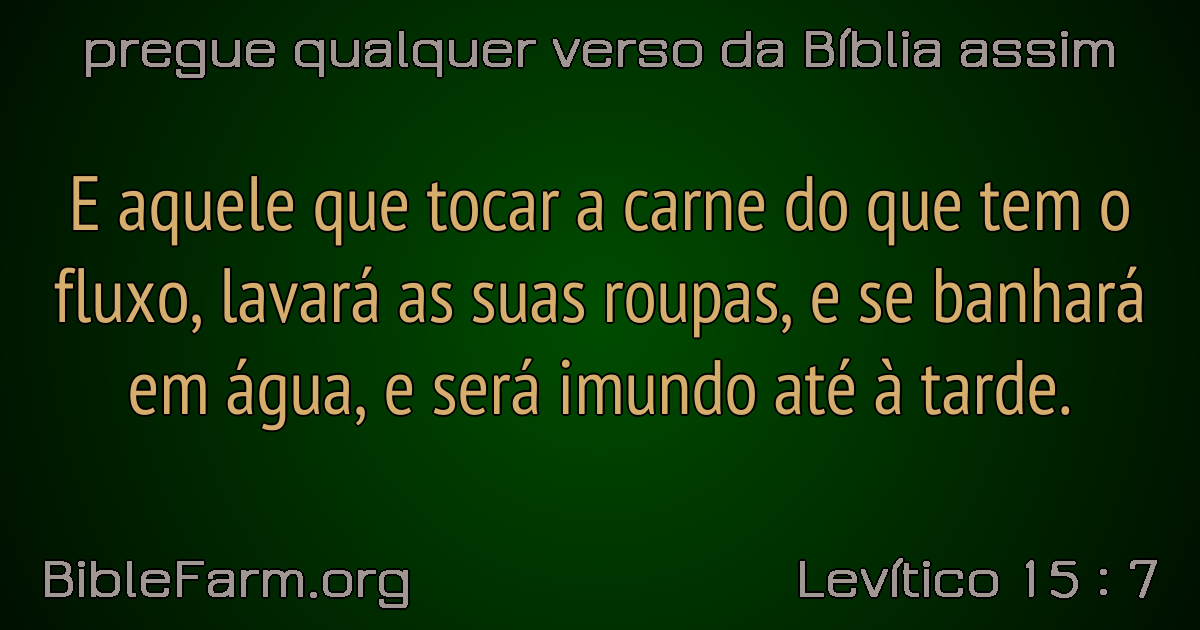 pregue qualquer verso da Bíblia assim
E aquele que tocar a carne do que tem o
fluxo, lavará as suas roupas, e se banhará
em água, e será imundo até à tarde.
BibleFarm.org
Levítico 15 : 7